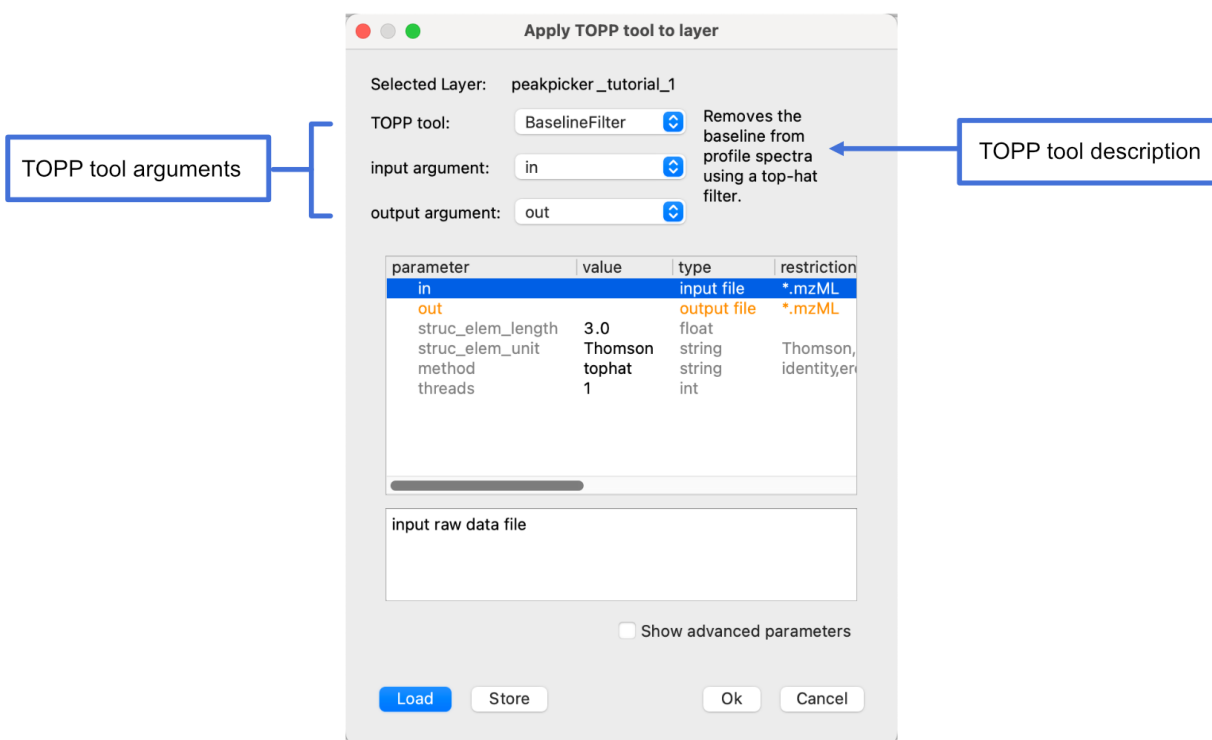 Apply TOPP tool to layer
Selected Layer: peakpicker_tutorial_1
TOPP tool: BaselineFilter
input argument: in
output argument: out
Removes the
baseline from
profile spectra
using a top-hat
filter.
TOPP tool arguments
TOPP tool description
parameter value type restriction
in input file *.mzML
out output file *.mzML
struc_elem_length 3.0 float
struc_elem_unit Thomson string Thomson,
method tophat string identity,ero
threads 1 int
input raw data file
Show advanced parameters
Load Store Ok Cancel